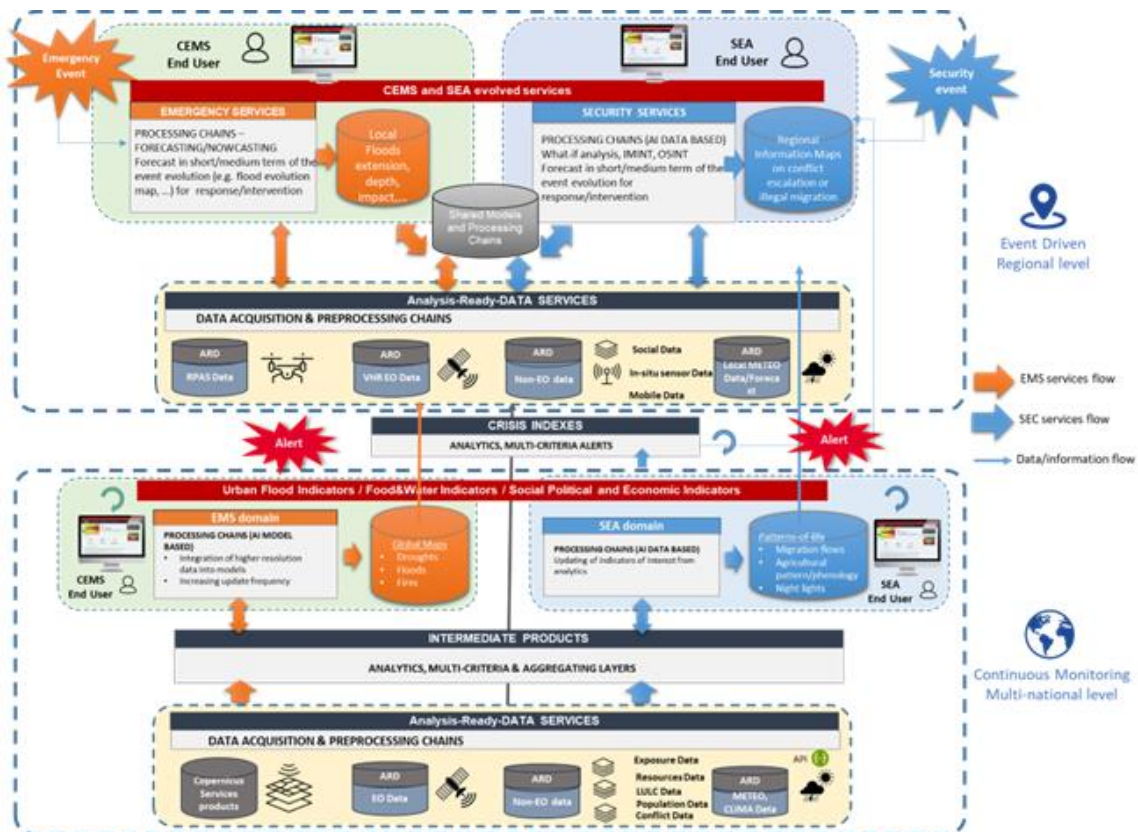 CEMS
End User
SEA
End User
Emergency
Event
Security
event
CEMS and SEA evolved services
EMERGENCY SERVICES
PROCESSING CHAINS –
FORECASTING/NOWCASTING
Forecast in short/medium term of the
event evolution (e.g. flood evolution
map, ...) for response/intervention
Local
Floods
extension,
depth,
impact,...
SECURITY SERVICES
PROCESSING CHAINS (AI DATA BASED)
What-if analysis, IMINT, OSINT
Forecast in short/medium term of the
event evolution for
response/intervention
Regional
Information Maps
on conflict
escalation or
illegal migration
Shared Models
and Processing
Chains
Event Driven
Regional level
Analysis-Ready-DATA SERVICES
DATA ACQUISITION & PREPROCESSING CHAINS
ARD
RPAS Data
ARD
VHR EO Data
ARD
Non-EO data
Social Data
In-situ sensor Data
Mobile Data
ARD
Local METEO
Data/Foreca
st
EMS services flow
SEC services flow
Data/information flow
Alert
CRISIS INDEXES
ANALYTICS, MULTI-CRITERIA ALERTS
Alert
Urban Flood Indicators / Food&Water Indicators / Social Political and Economic Indicators
CEMS
End User
EMS domain
PROCESSING CHAINS (AI MODEL
BASED)
• Integration of higher resolution
data into models
• Increasing update frequency
Global Maps
• Droughts
• Floods
• Fires
SEA domain
PROCESSING CHAINS (AI DATA BASED)
Updating of indicators of interest from
analytics
Patterns-of-life
• Migration flows
• Agricultural
pattern/phenology
• Night lights
SEA
End User
INTERMEDIATE PRODUCTS
ANALYTICS, MULTI-CRITERIA & AGGREGATING LAYERS
Continuous Monitoring
Multi-national level
Analysis-Ready-DATA SERVICES
DATA ACQUISITION & PREPROCESSING CHAINS
Copernicus
Services
products
ARD
EO Data
ARD
Non-EO data
Exposure Data
Resources Data
LULC Data
Population Data
Conflict Data
ARD
METEO,
CLIMA Data
API